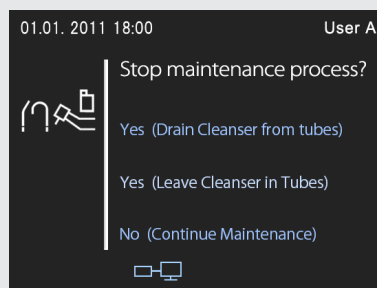 01.01. 2011 18:00 User A
Stop maintenance process?
Yes (Drain Cleanser from tubes)
Yes (Leave Cleanser in Tubes)
No (Continue Maintenance)